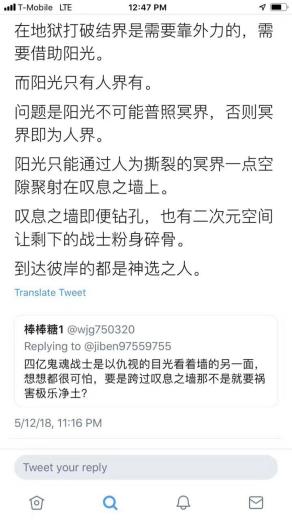 T-Mobile LTE 12:47 PM
在地狱打破结界是需要靠外力的，需
要借助阳光。
而阳光只有人界有。
问题是阳光不可能普照冥界，否则冥
界即为人界。
阳光只能通过人为撕裂的冥界一点空
隙聚射在叹息之墙上。
叹息之墙即便钻孔，也有二次元空间
让剩下的战士粉身碎骨。
到达彼岸的都是神选之人。
Translate Tweet
棒棒糖1 @wjg750320
Replying to @jiben97559755
四亿鬼魂战士是以仇视的目光看着墙的另一面，
想想都很可怕，要是跨过叹息之墙那不是就要祸
害极乐净土？
5/12/18, 11:16 PM
Tweet your reply